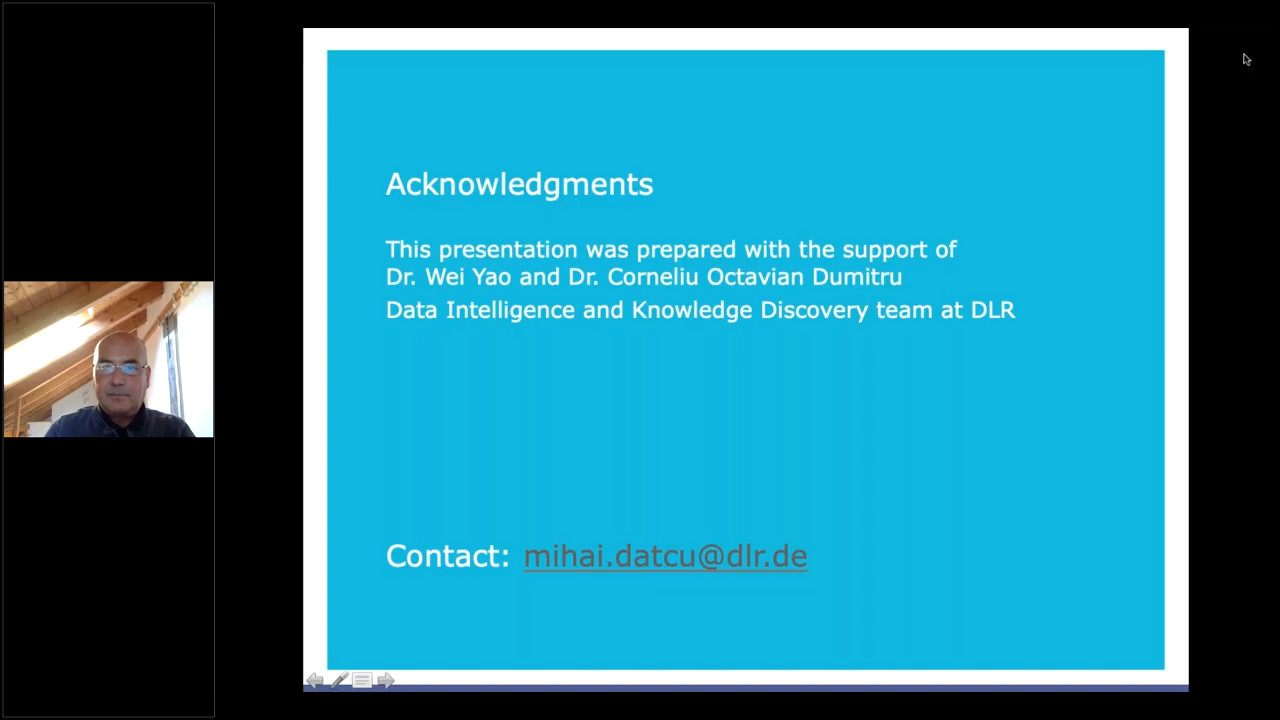 Acknowledgments
This presentation was prepared with the support of
Dr. Wei Yao and Dr. Corneliu Octavian Dumitru
Data Intelligence and Knowledge Discovery team at DLR
Contact: mihai.datcu@dlr.de